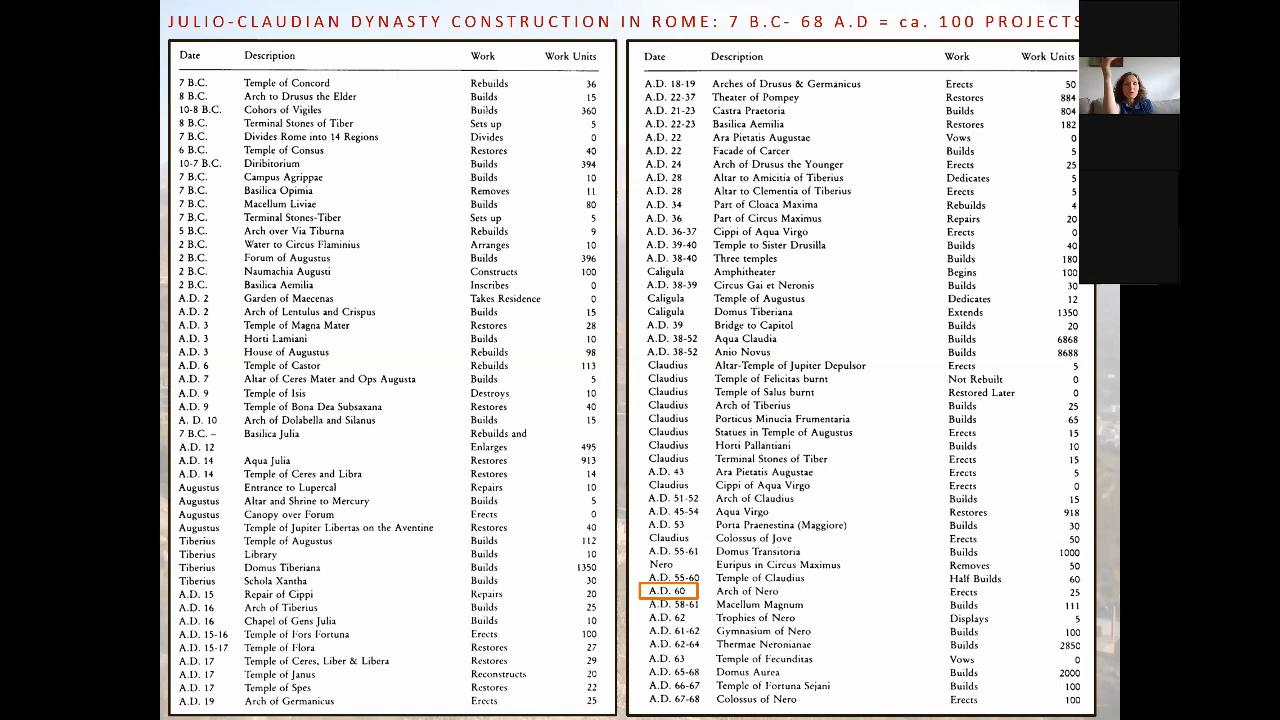 JULIO-CLAUDIAN DYNASTY CONSTRUCTION IN ROME: 7 B.C- 68 A.D = ca. 100 PROJECTS
Date Description Work Work Units
7 B.C. Temple of Concord Rebuilds 36
8 B.C. Arch to Drusus the Elder Builds 15
10-8 B.C. Cohors of Vigiles Builds 360
8 B.C. Terminal Stones of Tiber Sets up 5
7 B.C. Divides Rome into 14 Regions Divides 0
6 B.C. Temple of Consus Restores 40
10-7 B.C. Diribitorium Builds 394
7 B.C. Campus Agrippae Builds 10
7 B.C. Basilica Opimia Removes 11
7 B.C. Macellum Liviae Builds 80
7 B.C. Terminal Stones-Tiber Sets up 5
5 B.C. Arch over Via Tiburna Rebuilds 9
2 B.C. Water to Circus Flaminius Arranges 10
2 B.C. Forum of Augustus Builds 396
2 B.C. Naumachia Augusti Constructs 100
2 B.C. Basilica Aemilia Inscribes 0
A.D. 2 Garden of Maecenas Takes Residence 0
A.D. 2 Arch of Lentulus and Crispus Builds 15
A.D. 3 Temple of Magna Mater Restores 28
A.D. 3 Horti Lamiani Builds 10
A.D. 3 House of Augustus Rebuilds 98
A.D. 6 Temple of Castor Rebuilds 113
A.D. 7 Altar of Ceres Mater and Ops Augusta Builds 5
A.D. 9 Temple of Isis Destroys 10
A.D. 9 Temple of Bona Dea Subsaxana Restores 40
A. D. 10 Arch of Dolabella and Silanus Builds 15
7 B.C. – Basilica Julia Rebuilds and
A.D. 12 Enlarges 495
A.D. 14 Aqua Julia Restores 913
A.D. 14 Temple of Ceres and Libra Restores 14
Augustus Entrance to Lupercal Repairs 10
Augustus Altar and Shrine to Mercury Builds 5
Augustus Canopy over Forum Erects 0
Augustus Temple of Jupiter Libertas on the Aventine Restores 40
Tiberius Temple of Augustus Builds 112
Tiberius Library Builds 10
Tiberius Domus Tiberiana Builds 1350
Tiberius Schola Xantha Builds 30
A.D. 15 Repair of Cippi Repairs 20
A.D. 16 Arch of Tiberius Builds 25
A.D. 16 Chapel of Gens Julia Builds 10
A.D. 15-16 Temple of Fors Fortuna Erects 100
A.D. 15-17 Temple of Flora Restores 27
A.D. 17 Temple of Ceres, Liber & Libera Restores 29
A.D. 17 Temple of Janus Reconstructs 20
A.D. 17 Temple of Spes Restores 22
A.D. 19 Arch of Germanicus Erects 25
Date Description Work Work Units
A.D. 18-19 Arches of Drusus & Germanicus Erects 50
A.D. 22-37 Theater of Pompey Restores 884
A.D. 21-23 Castra Praetoria Builds 804
A.D. 22-23 Basilica Aemilia Restores 182
A.D. 22 Ara Pietatis Augustae Vows 0
A.D. 22 Facade of Carcer Builds 5
A.D. 24 Arch of Drusus the Younger Erects 25
A.D. 28 Altar to Amicitia of Tiberius Dedicates 5
A.D. 28 Altar to Clementia of Tiberius Erects 5
A.D. 34 Part of Cloaca Maxima Rebuilds 4
A.D. 36 Part of Circus Maximus Repairs 20
A.D. 36-37 Cippi of Aqua Virgo Erects 0
A.D. 39-40 Temple to Sister Drusilla Builds 40
A.D. 38-40 Three temples Builds 180
Caligula Amphitheater Begins 100
A.D. 38-39 Circus Gai et Neronis Builds 30
Caligula Temple of Augustus Dedicates 12
Caligula Domus Tiberiana Extends 1350
A.D. 39 Bridge to Capitol Builds 20
A.D. 38-52 Aqua Claudia Builds 6868
A.D. 38-52 Anio Novus Builds 8688
Claudius Altar-Temple of Jupiter Depulsor Erects 5
Claudius Temple of Felicitas burnt Not Rebuilt 0
Claudius Temple of Salus burnt Restored Later 0
Claudius Arch of Tiberius Builds 25
Claudius Porticus Minucia Frumentaria Builds 65
Claudius Statues in Temple of Augustus Erects 15
Claudius Horti Pallantiani Builds 10
Claudius Terminal Stones of Tiber Erects 15
A.D. 43 Ara Pietatis Augustae Erects 5
Claudius Cippi of Aqua Virgo Erects 0
A.D. 51-52 Arch of Claudius Builds 15
A.D. 45-54 Aqua Virgo Restores 918
A.D. 53 Porta Praenestina (Maggiore) Builds 30
Claudius Colossus of Jove Erects 50
A.D. 55-61 Domus Transitoria Builds 1000
Nero Euripus in Circus Maximus Removes 50
A.D. 55-60 Temple of Claudius Half Builds 60
A.D. 60 Arch of Nero Erects 25
A.D. 58-61 Macellum Magnum Builds 111
A.D. 62 Trophies of Nero Displays 5
A.D. 61-62 Gymnasium of Nero Builds 100
A.D. 62-64 Thermae Neronianae Builds 2850
A.D. 63 Temple of Fecunditas Vows 0
A.D. 65-68 Domus Aurea Builds 2000
A.D. 66-67 Temple of Fortuna Sejani Builds 100
A.D. 67-68 Colossus of Nero Erects 100